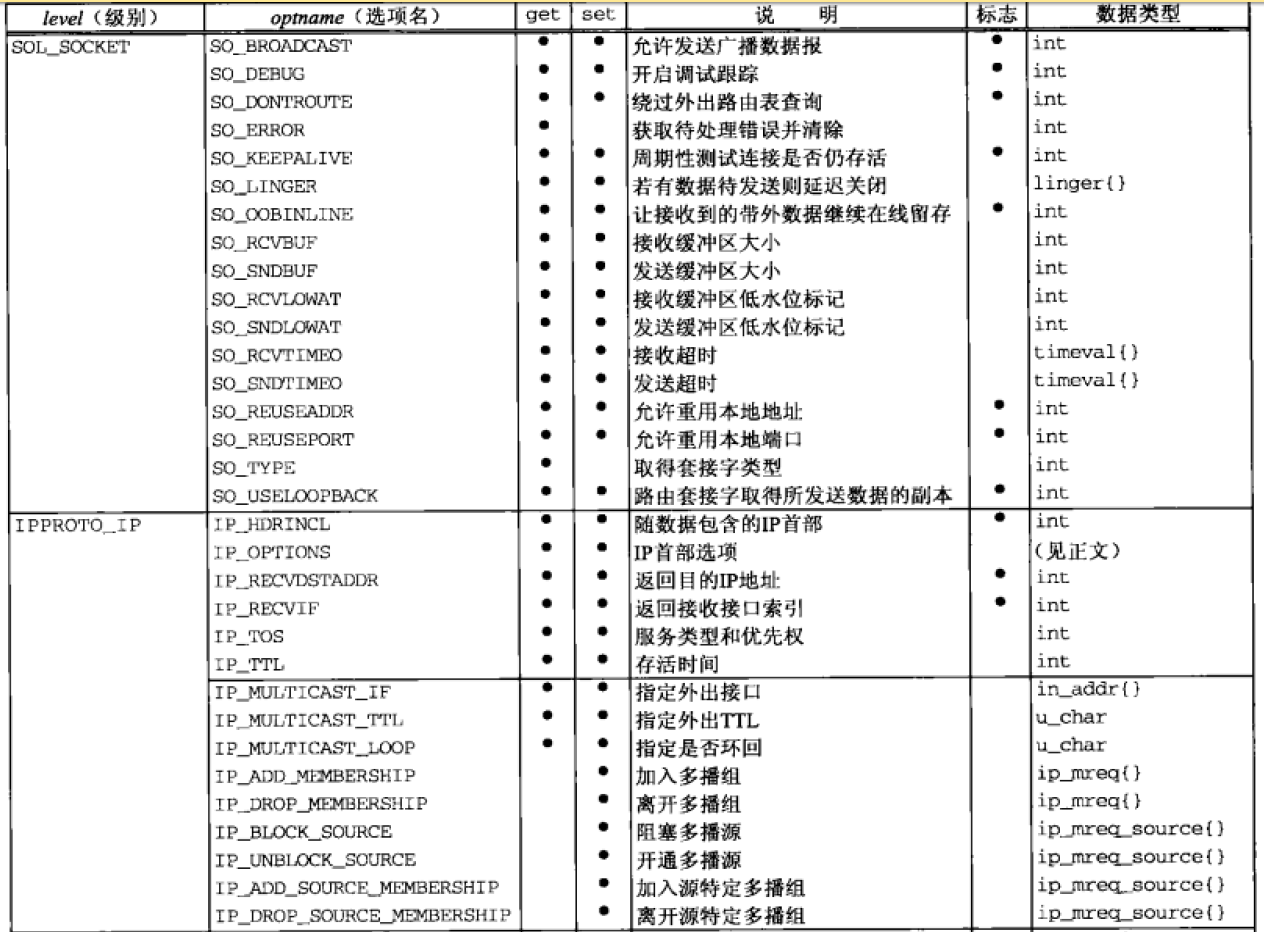 level（级别） optname（选项名） get set 说 明 标志 数据类型
SOL_SOCKET SO_BROADCAST ● ● 允许发送广播数据报 ● int
SO_DEBUG ● ● 开启调试跟踪 ● int
SO_DONTROUTE ● ● 绕过外出路由表查询 ● int
SO_ERROR ● 获取待处理错误并清除 int
SO_KEEPALIVE ● ● 周期性测试连接是否仍存活 ● int
SO_LINGER ● ● 若有数据待发送则延迟关闭 linger{}
SO_OOBINLINE ● ● 让接收到的带外数据继续在线留存 ● int
SO_RCVBUF ● ● 接收缓冲区大小 int
SO_SNDBUF ● ● 发送缓冲区大小 int
SO_RCVLOWAT ● ● 接收缓冲区低水位标记 int
SO_SNDLOWAT ● ● 发送缓冲区低水位标记 int
SO_RCVTIMEO ● ● 接收超时 timeval{}
SO_SNDTIMEO ● ● 发送超时 timeval{}
SO_REUSEADDR ● ● 允许重用本地地址 ● int
SO_REUSEPORT ● ● 允许重用本地端口 ● int
SO_TYPE ● 取得套接字类型 int
SO_USELOOPBACK ● ● 路由套接字取得所发送数据的副本 ● int
IPPROTO_IP IP_HDRINCL ● ● 随数据包含的IP首部 ● int
IP_OPTIONS ● ● IP首部选项 （见正文）
IP_RECVDSTADDR ● ● 返回目的IP地址 ● int
IP_RECVIF ● ● 返回接收接口索引 ● int
IP_TOS ● ● 服务类型和优先权 int
IP_TTL ● ● 存活时间 int
IP_MULTICAST_IF ● ● 指定外出接口 in_addr{}
IP_MULTICAST_TTL ● ● 指定外出TTL u_char
IP_MULTICAST_LOOP ● ● 指定是否环回 u_char
IP_ADD_MEMBERSHIP ● 加入多播组 ip_mreq{}
IP_DROP_MEMBERSHIP ● 离开多播组 ip_mreq{}
IP_BLOCK_SOURCE ● 阻塞多播源 ip_mreq_source{}
IP_UNBLOCK_SOURCE ● 开通多播源 ip_mreq_source{}
IP_ADD_SOURCE_MEMBERSHIP ● 加入源特定多播组 ip_mreq_source{}
IP_DROP_SOURCE_MEMBERSHIP ● 离开源特定多播组 ip_mreq_source{}